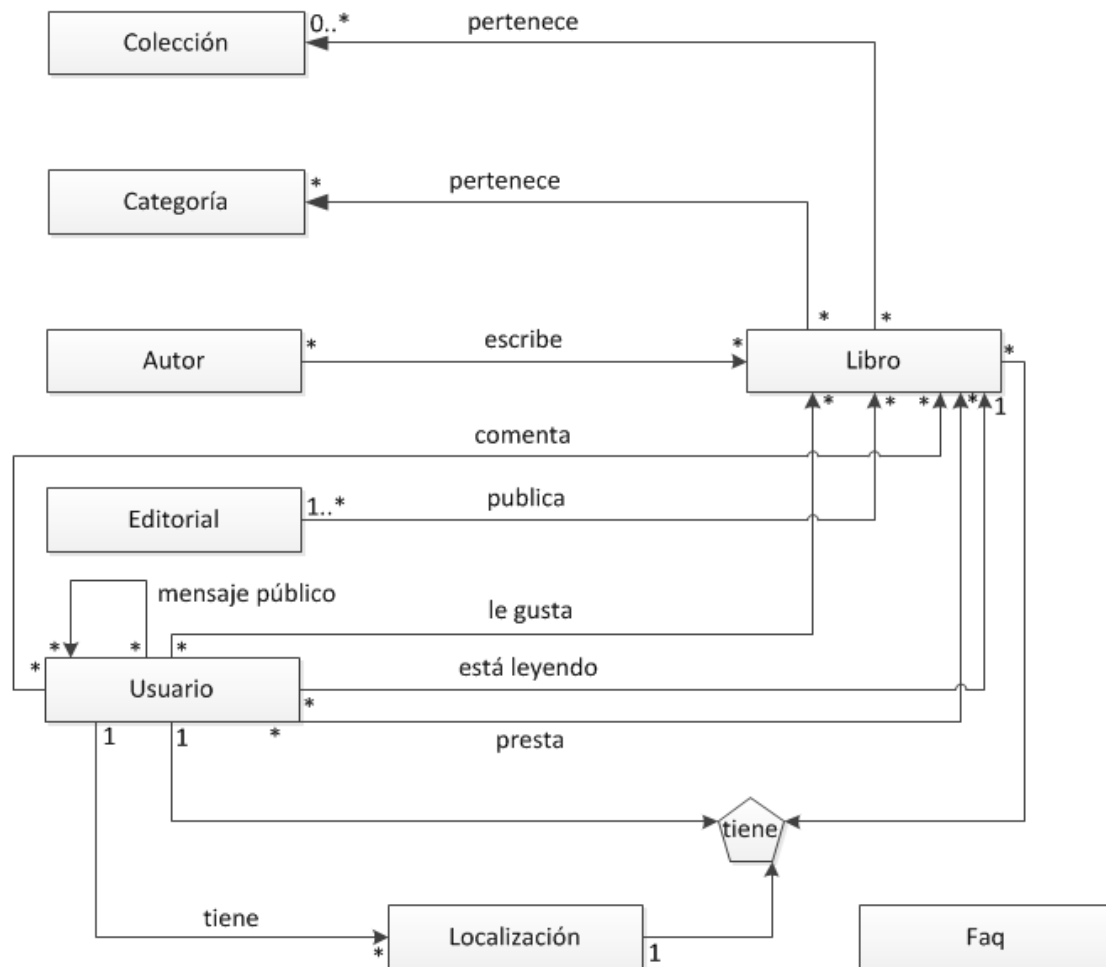 Colección
0..*
pertenece
Categoría
*
pertenece
*
*
Autor
*
escribe
*
Libro
*
*
*
*
*
1
comenta
Editorial
1..*
publica
mensaje público
le gusta
*
*
*
*
Usuario
está leyendo
*
1
1
*
presta
tiene
tiene
*
Localización
1
Faq